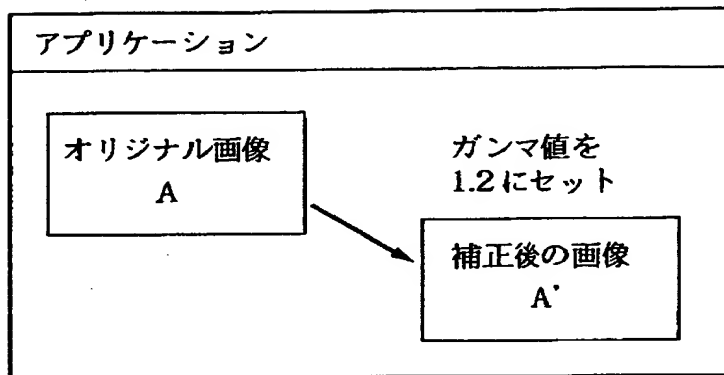 アプリケーション
オリジナル画像
A
ガンマ値を
1.2にセット
補正後の画像
A'